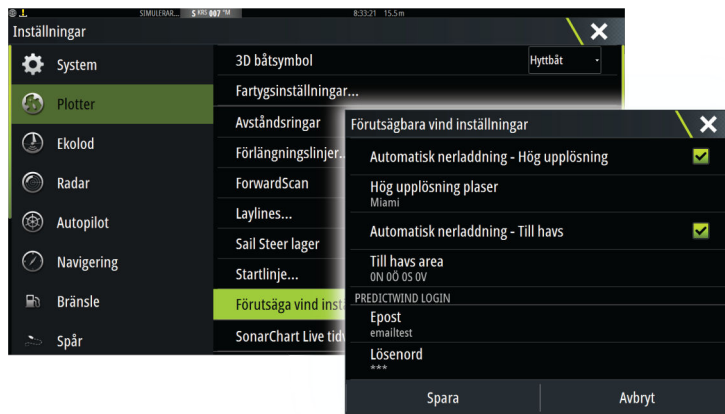 SIMULERAR... S KRS 007 °M 8:33:21 15.5 m
Inställningar
System
Plotter
Ekolod
Radar
Autopilot
Navigering
Bränsle
Spår
3D båtsymbol Hyttbåt
Fartygsinställningar...
Avståndsringar
Förlängningslinjer..
ForwardScan
Laylines...
Sail Steer lager
Startlinje...
Förutsäga vind inst
SonarChart Live tid
Förutsägbara vind inställningar
Automatisk nerladdning - Hög upplösning
Hög upplösning plaser
Miami
Automatisk nerladdning - Till havs
Till havs area
0N 0Ö 0S 0V
PREDICTWIND LOGIN
Epost
emailtest
Lösenord
***
Spara Avbryt